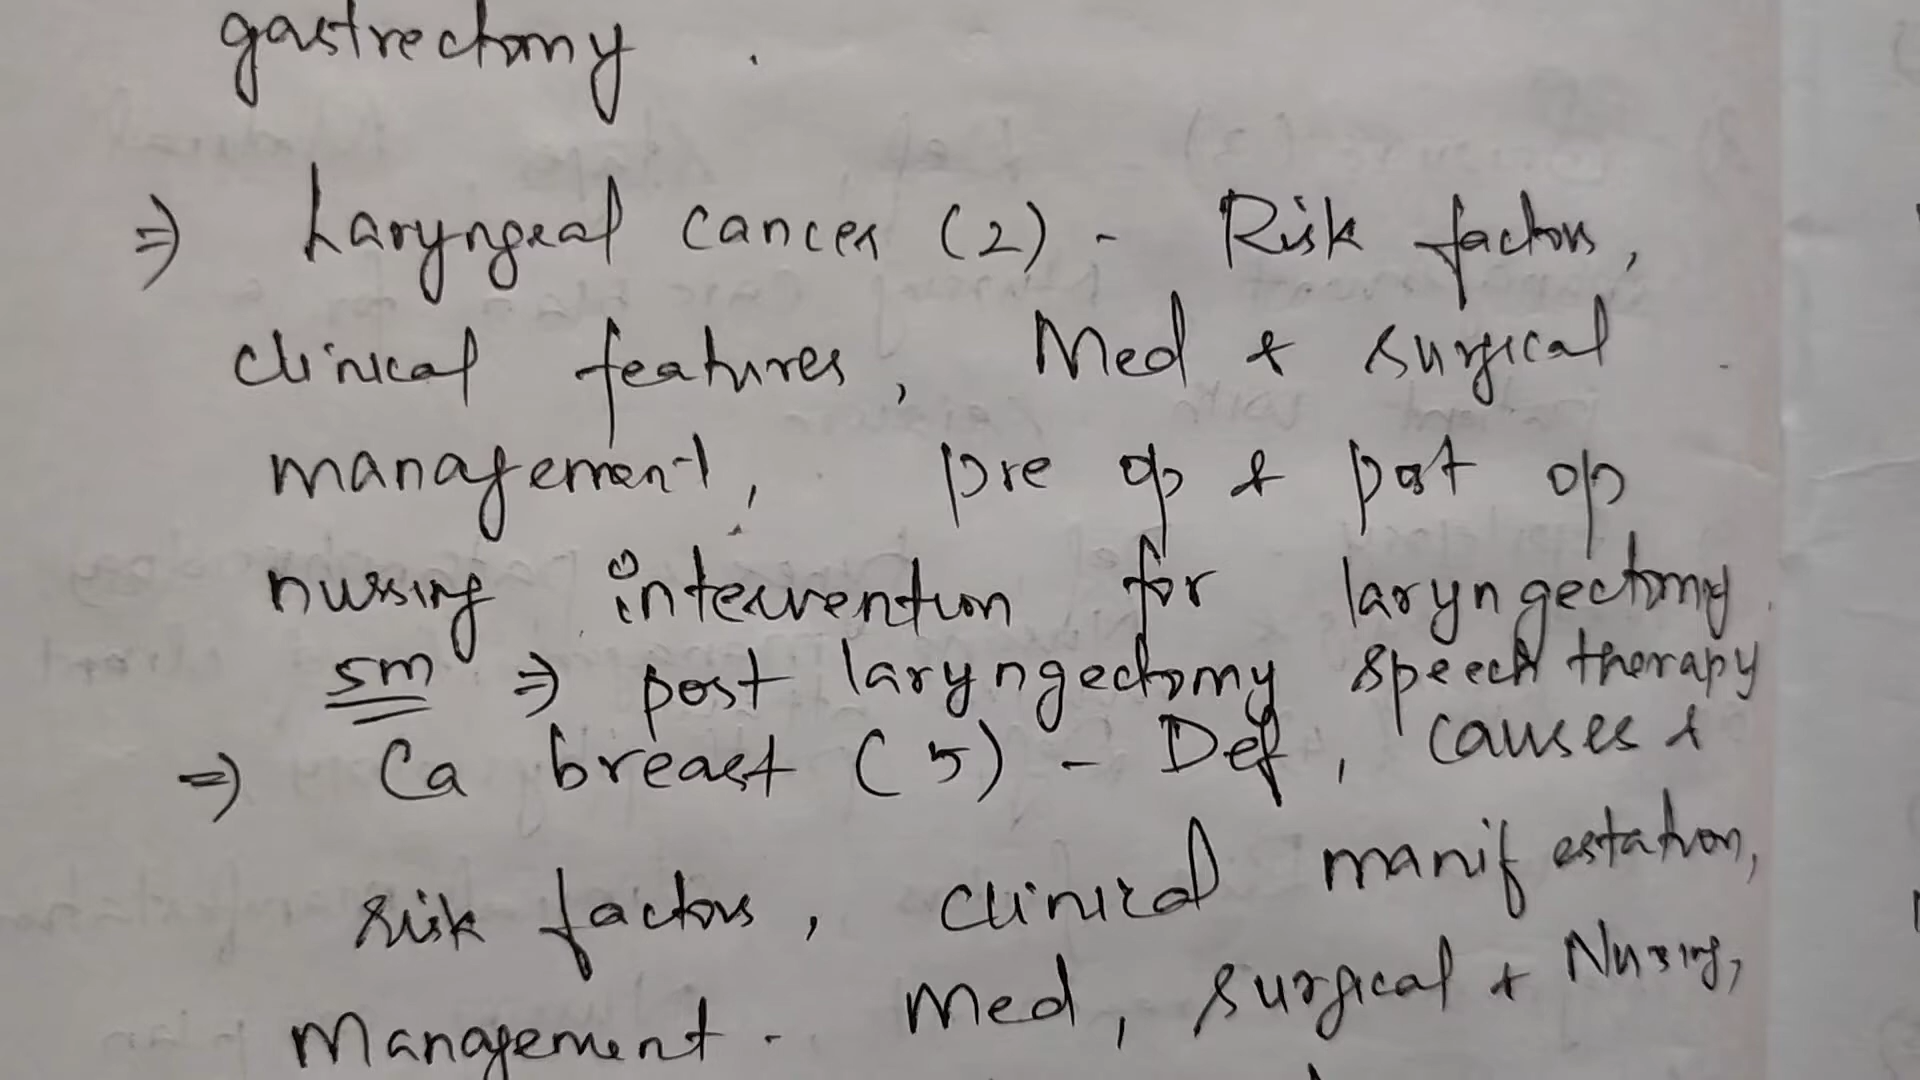 gastrectomy.
⇒ Laryngeal cancer (2) - Risk factors,
clinical features, Med & surgical
management, pre op & post op
nursing intervention for laryngectomy.
5m ⇒ post laryngectomy speech therapy
⇒ Ca breast (5) - Def, causes &
risk factors, clinical manifestation,
Management - Med, surgical & Nursing,